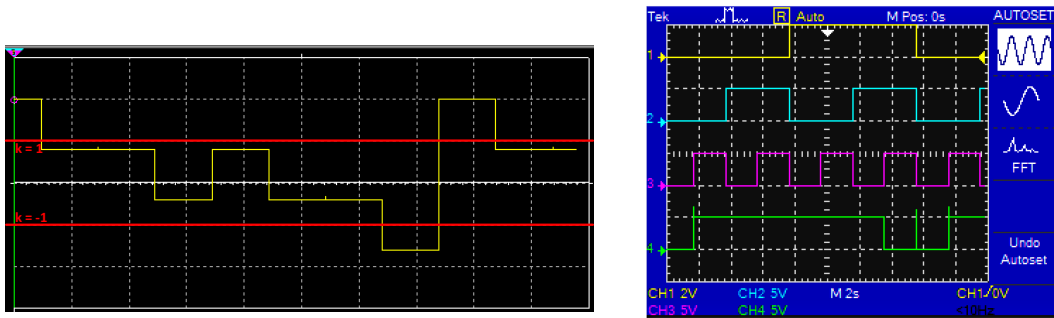 k = 1
k = -1
Tek R Auto M Pos: 0s AUTOSET
1
2
3
FFT
4
Undo
Autoset
CH1 2V CH2 5V M 2s CH1/0V
CH3 5V CH4 5V